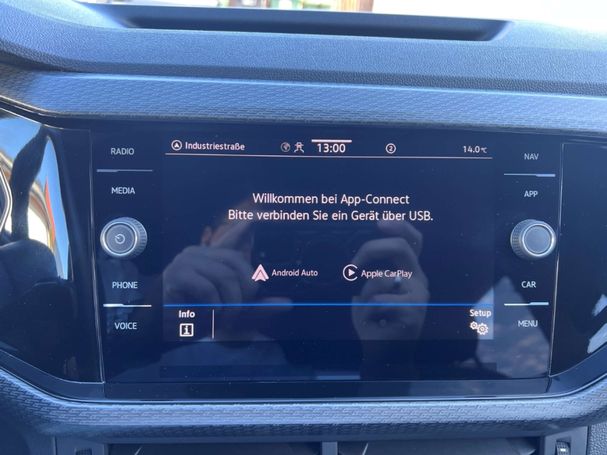 RADIO
MEDIA
PHONE
VOICE
Industriestraße 13:00 2 14.0°C
Willkommen bei App-Connect
Bitte verbinden Sie ein Gerät über USB.
Android Auto Apple CarPlay
Info Setup
NAV
APP
CAR
MENU